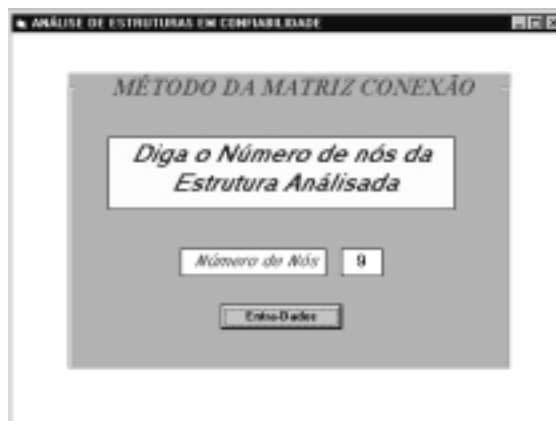 ANÁLISE DE ESTRUTURAS EM CONFIABILIDADE
MÉTODO DA MATRIZ CONEXÃO
Diga o Número de nós da
Estrutura Análisada
Número de Nós
9
Entra-Dados